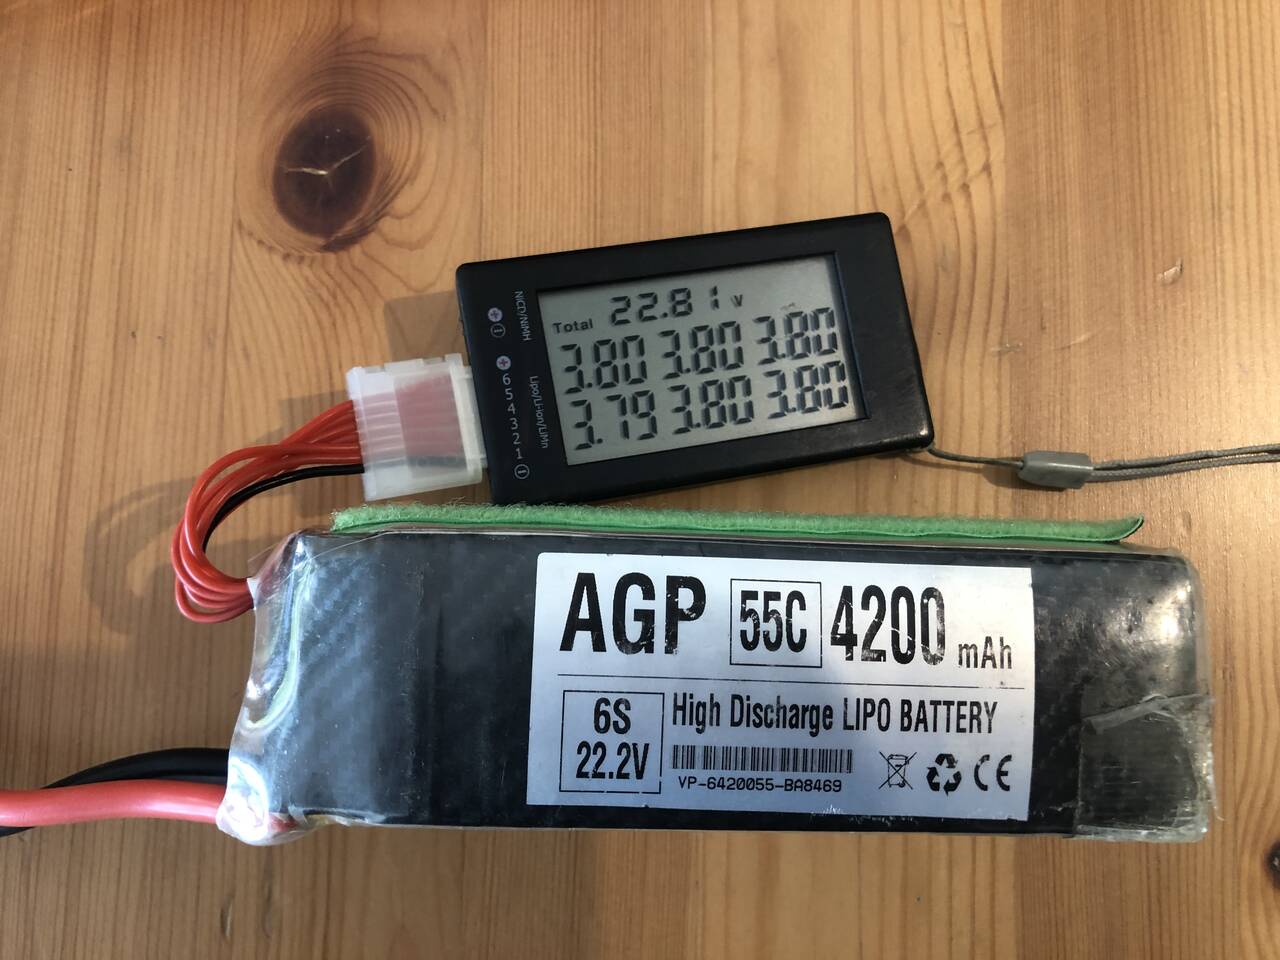 Total 22.81 V
3.80 3.80 3.80
3.79 3.80 3.80
NiCD/NiMH
Lipo/Li-ion/LiMn
6 5 4 3 2 1
AGP 55C 4200 mAh
6S
22.2V
High Discharge LIPO BATTERY
VP-6420055-BA8469
CE